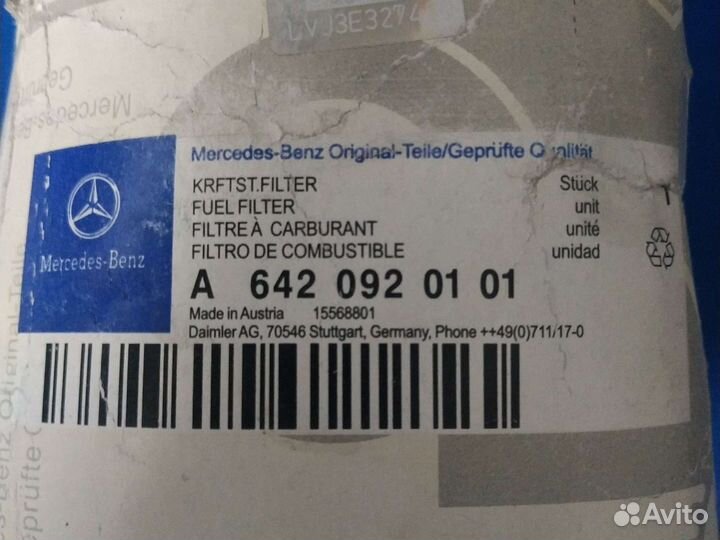 LVJ3E3274
Mercedes-Benz Original-Teile/Geprüfte Qualität
KRFTST.FILTER Stück 1
FUEL FILTER unit
FILTRE À CARBURANT unité
FILTRO DE COMBUSTIBLE unidad
Mercedes-Benz
A 642 092 01 01
Made in Austria 15568801
Daimler AG, 70546 Stuttgart, Germany, Phone ++49(0)711/17-0
Avito